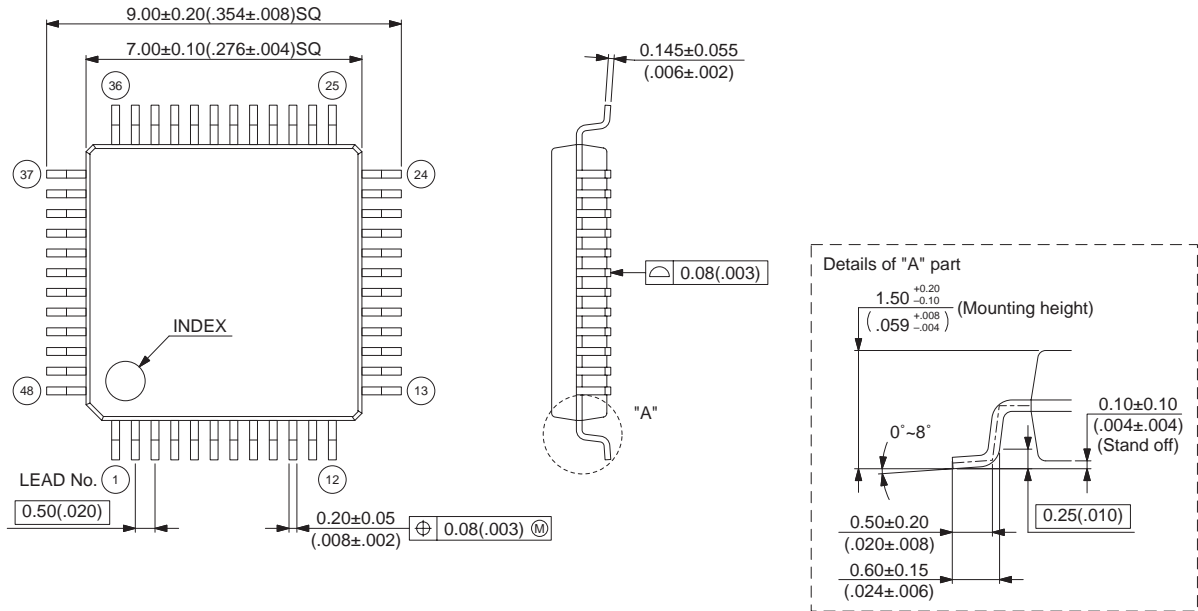 9.00±0.20(.354±.008)SQ
7.00±0.10(.276±.004)SQ
0.145±0.055
(.006±.002)
36
25
37
24
0.08(.003)
INDEX
48
13
"A"
LEAD No.
1
12
0.50(.020)
0.20±0.05
(.008±.002)
⌖ 0.08(.003) Ⓜ
Details of "A" part
1.50 +0.20 –0.10 (Mounting height)
(.059 +.008 –.004)
0˚~8˚
0.10±0.10
(.004±.004)
(Stand off)
0.50±0.20
(.020±.008)
0.25(.010)
0.60±0.15
(.024±.006)